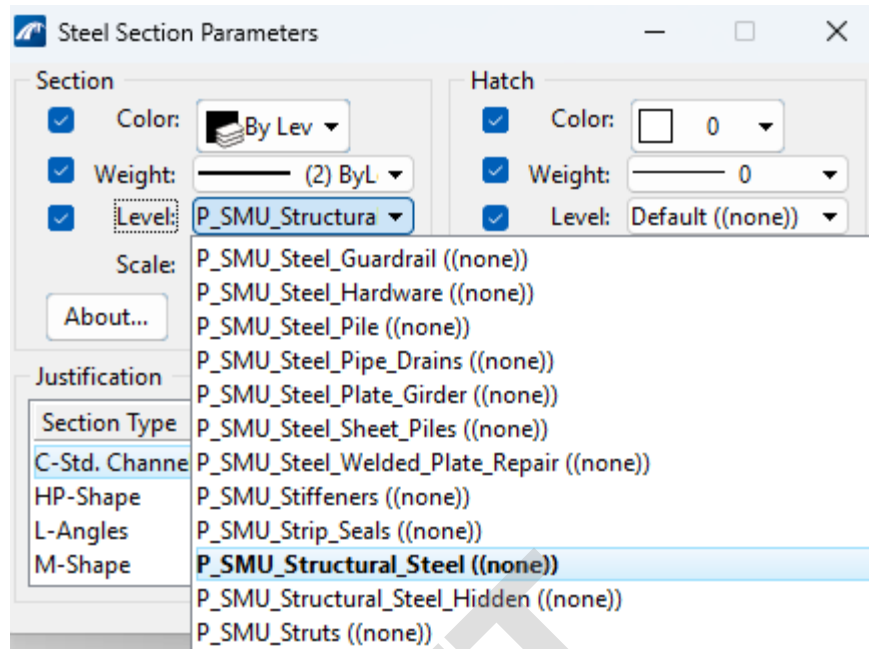 Steel Section Parameters
Section
Hatch
Color: By Lev
Color: 0
Weight: (2) ByL
Weight: 0
Level: P_SMU_Structura
Level: Default ((none))
Scale:
P_SMU_Steel_Guardrail ((none))
P_SMU_Steel_Hardware ((none))
About...
P_SMU_Steel_Pile ((none))
P_SMU_Steel_Pipe_Drains ((none))
Justification
P_SMU_Steel_Plate_Girder ((none))
Section Type
P_SMU_Steel_Sheet_Piles ((none))
C-Std. Channe
P_SMU_Steel_Welded_Plate_Repair ((none))
HP-Shape
P_SMU_Stiffeners ((none))
L-Angles
P_SMU_Strip_Seals ((none))
M-Shape
P_SMU_Structural_Steel ((none))
P_SMU_Structural_Steel_Hidden ((none))
P_SMU_Struts ((none))